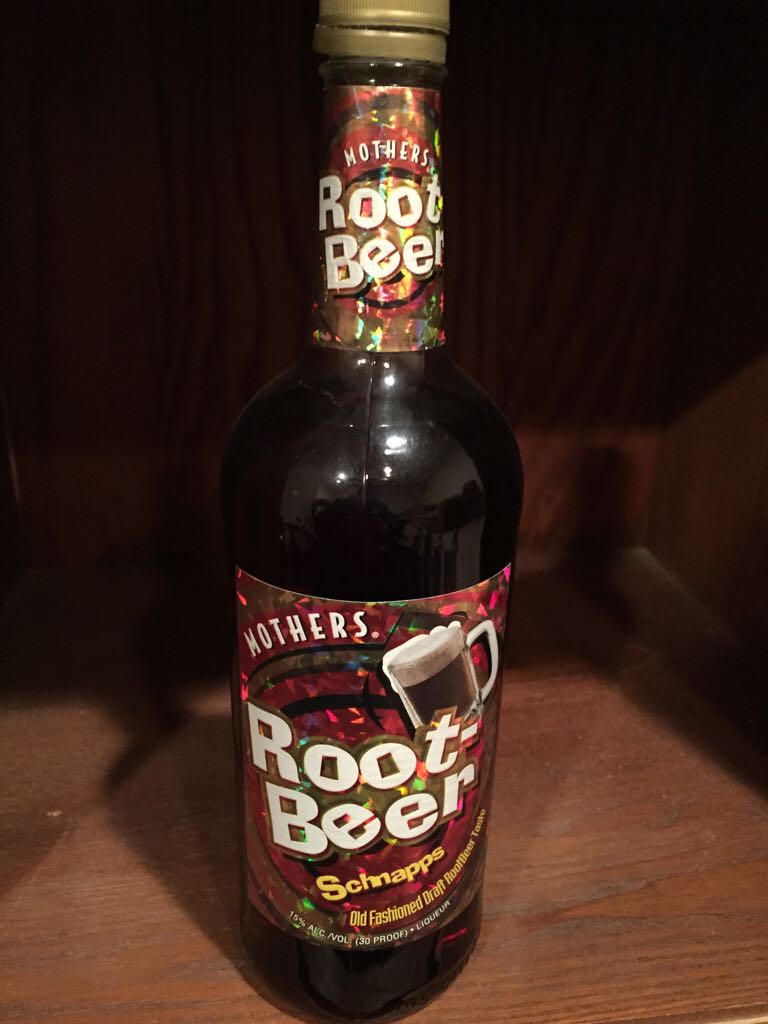 MOTHERS
Root-
Beer
MOTHERS®
Root-
Beer
Schnapps
Old Fashioned Draft RootBeer Taste
15% ALC./VOL. (30 PROOF) • LIQUEUR